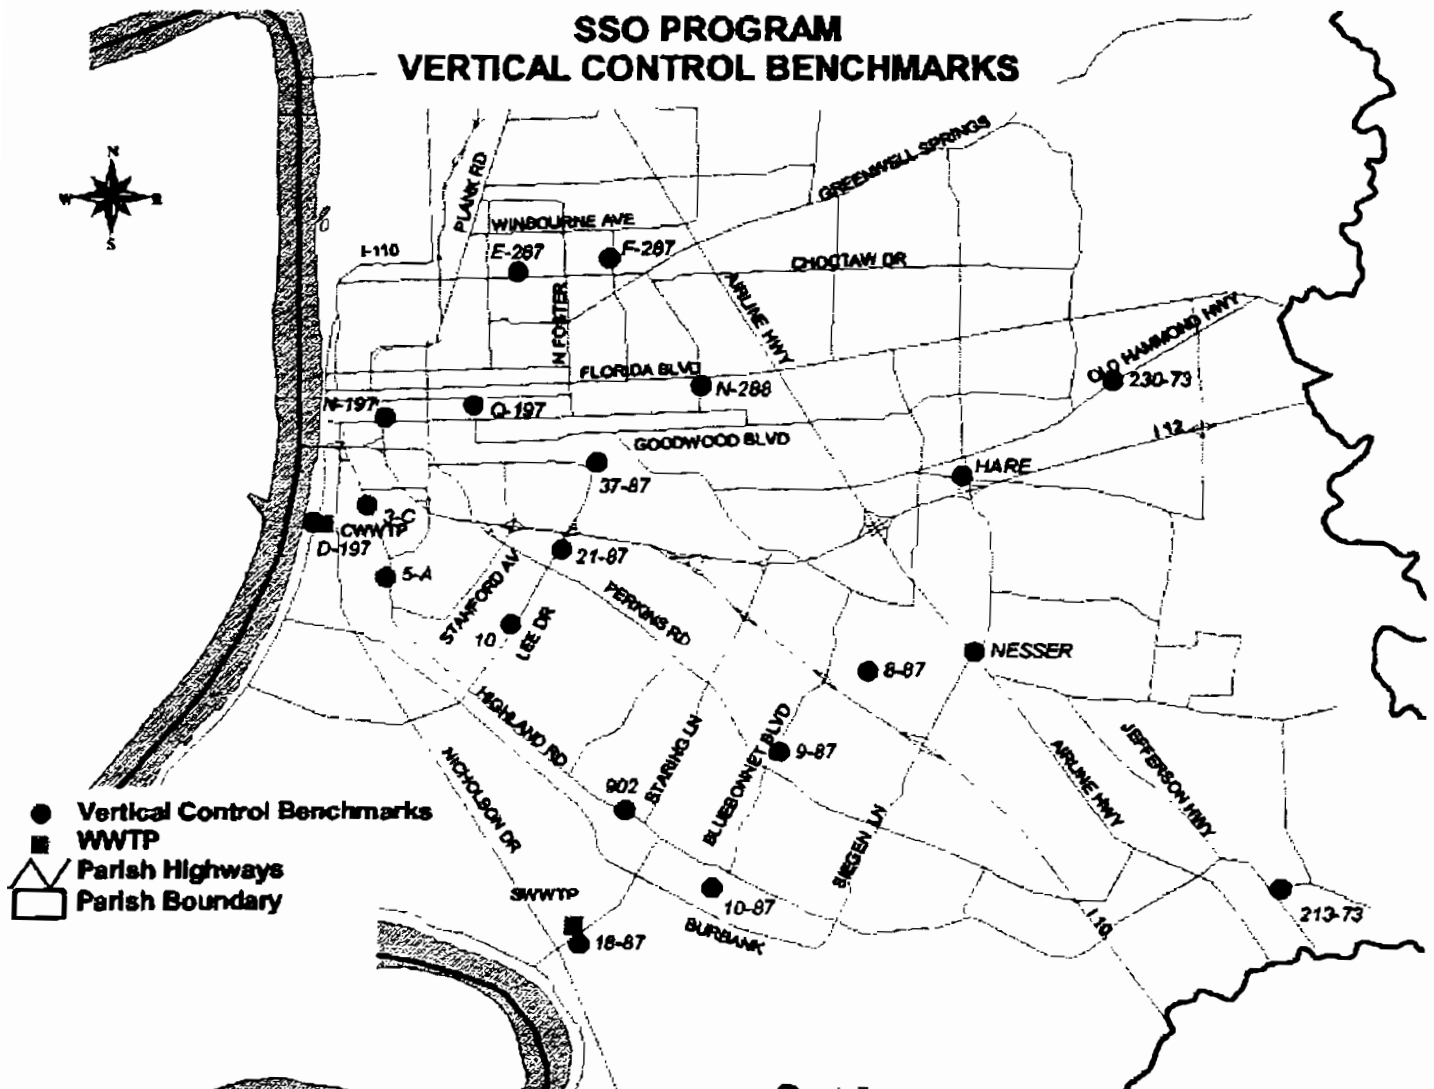 SSO PROGRAM
VERTICAL CONTROL BENCHMARKS
GREENWELL SPRINGS
N
W
S
PLANK RD
WINBOURNE AVE
I-110
E-287
F-287
CHOCTAW DR
AIRLINE HWY
N FOSTER
OLD HAMMOND HWY
FLORIDA BLVD
N-288
230-73
N-197
Q-197
GOODWOOD BLVD
I 12
HARE
37-87
CWWTP
D-197
21-87
5-A
STANFORD AV
PERKINS RD
10
LEE DR
NESSER
8-87
HIGHLAND RD
STARING LN
BLUEBONNET BLVD
9-87
JEFFERSON HWY
AIRLINE HWY
NICHOLSON DR
902
SIEGEN LN
Vertical Control Benchmarks
WWTP
Parish Highways
Parish Boundary
SWWTP
10-87
213-73
I 10
18-87
BURBANK